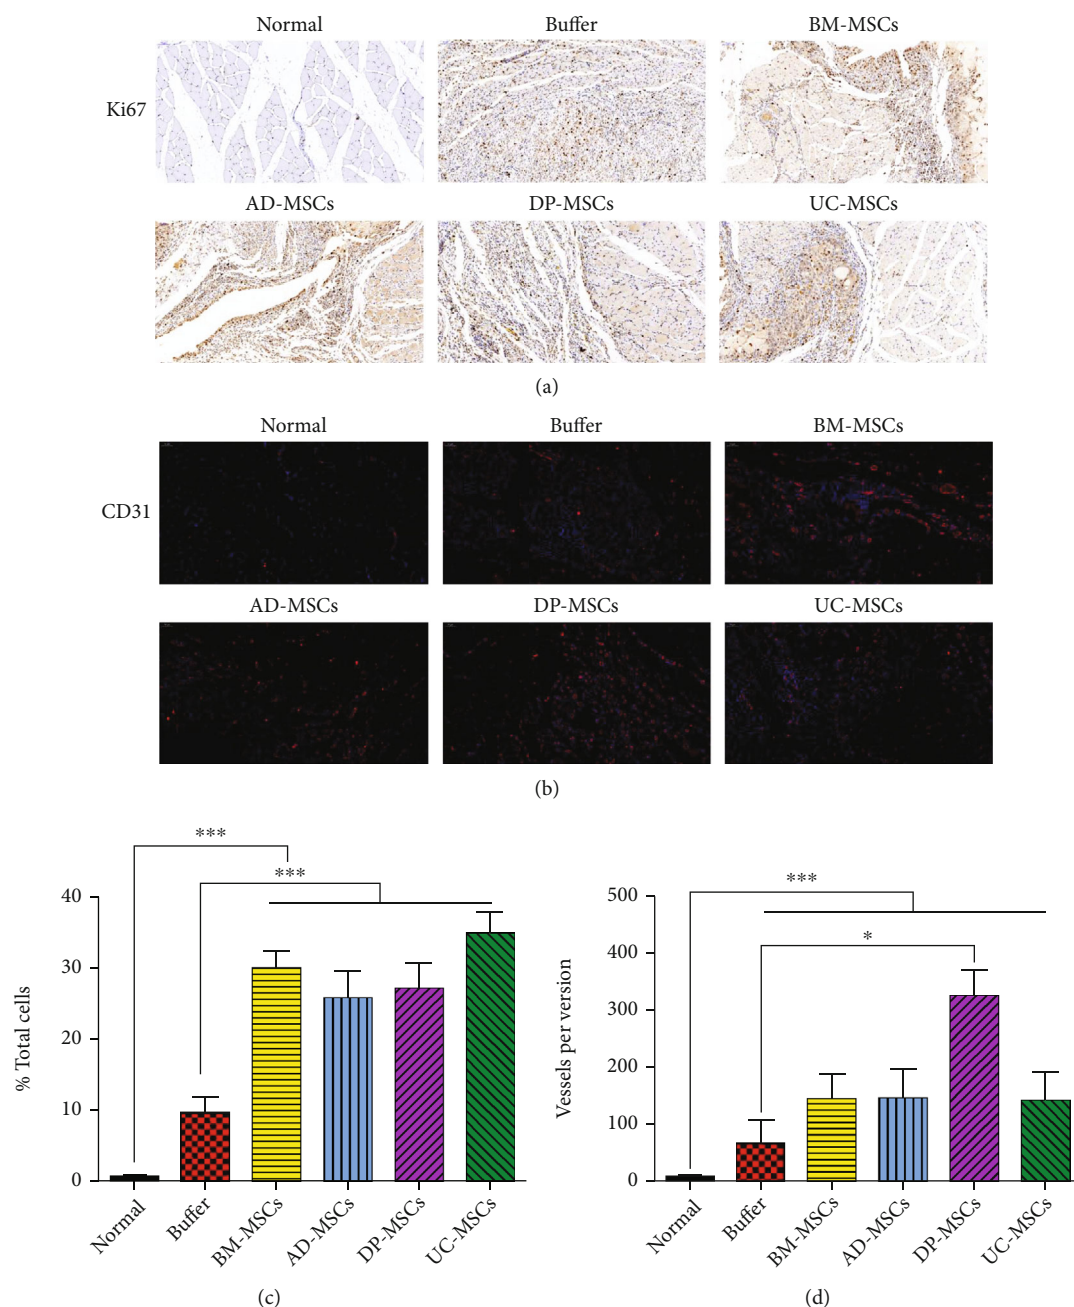 Normal Buffer BM-MSCs
Ki67
AD-MSCs DP-MSCs UC-MSCs
(a)
Normal Buffer BM-MSCs
CD31
AD-MSCs DP-MSCs UC-MSCs
(b)
***
***
40
30
20
10
0
% Total cells
Normal
Buffer
BM-MSCs
AD-MSCs
DP-MSCs
UC-MSCs
(c)
***
*
500
400
300
200
100
0
Vessels per version
Normal
Buffer
BM-MSCs
AD-MSCs
DP-MSCs
UC-MSCs
(d)